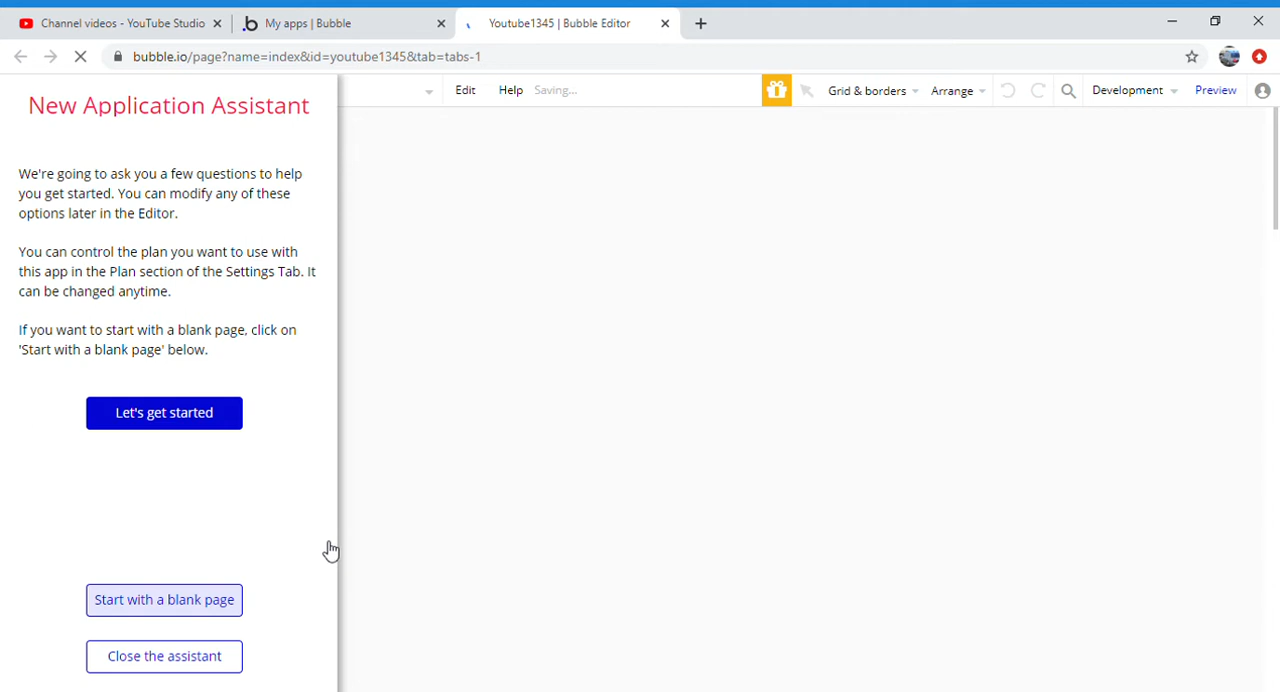 Channel videos - YouTube Studio
My apps | Bubble
Youtube1345 | Bubble Editor
bubble.io/page?name=index&id=youtube1345&tab=tabs-1
Edit
Help
Saving...
Grid & borders
Arrange
Development
Preview
New Application Assistant
We're going to ask you a few questions to help
you get started. You can modify any of these
options later in the Editor.
You can control the plan you want to use with
this app in the Plan section of the Settings Tab. It
can be changed anytime.
If you want to start with a blank page, click on
'Start with a blank page' below.
Let's get started
Start with a blank page
Close the assistant